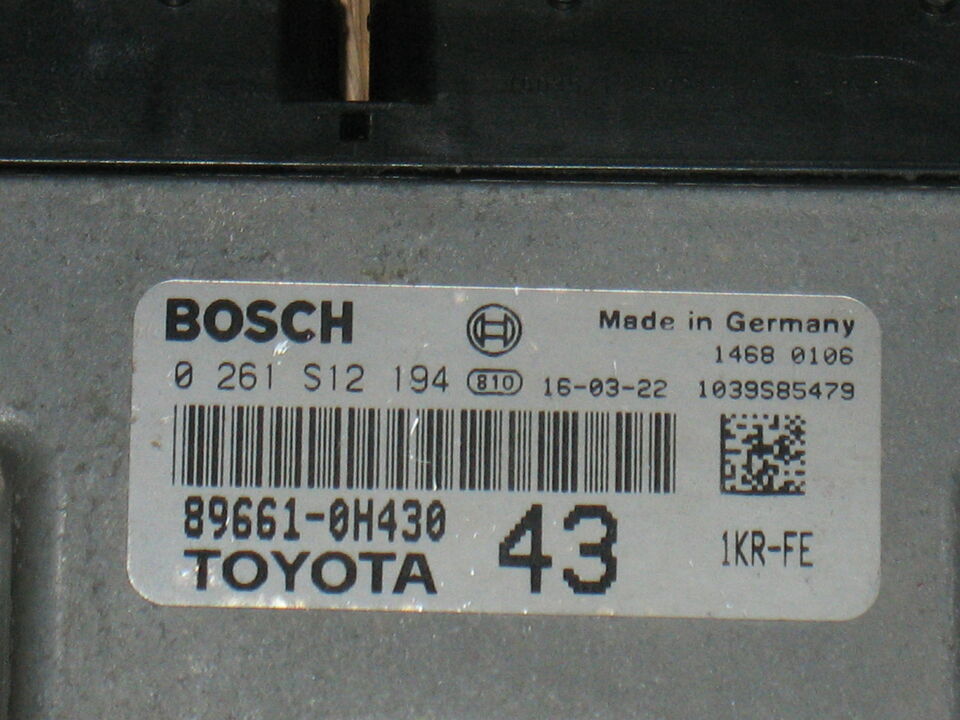 BOSCH
Made in Germany
1468 0106
0 261 S12 194 810 16-03-22 1039S85479
89661-0H430
TOYOTA
43
1KR-FE